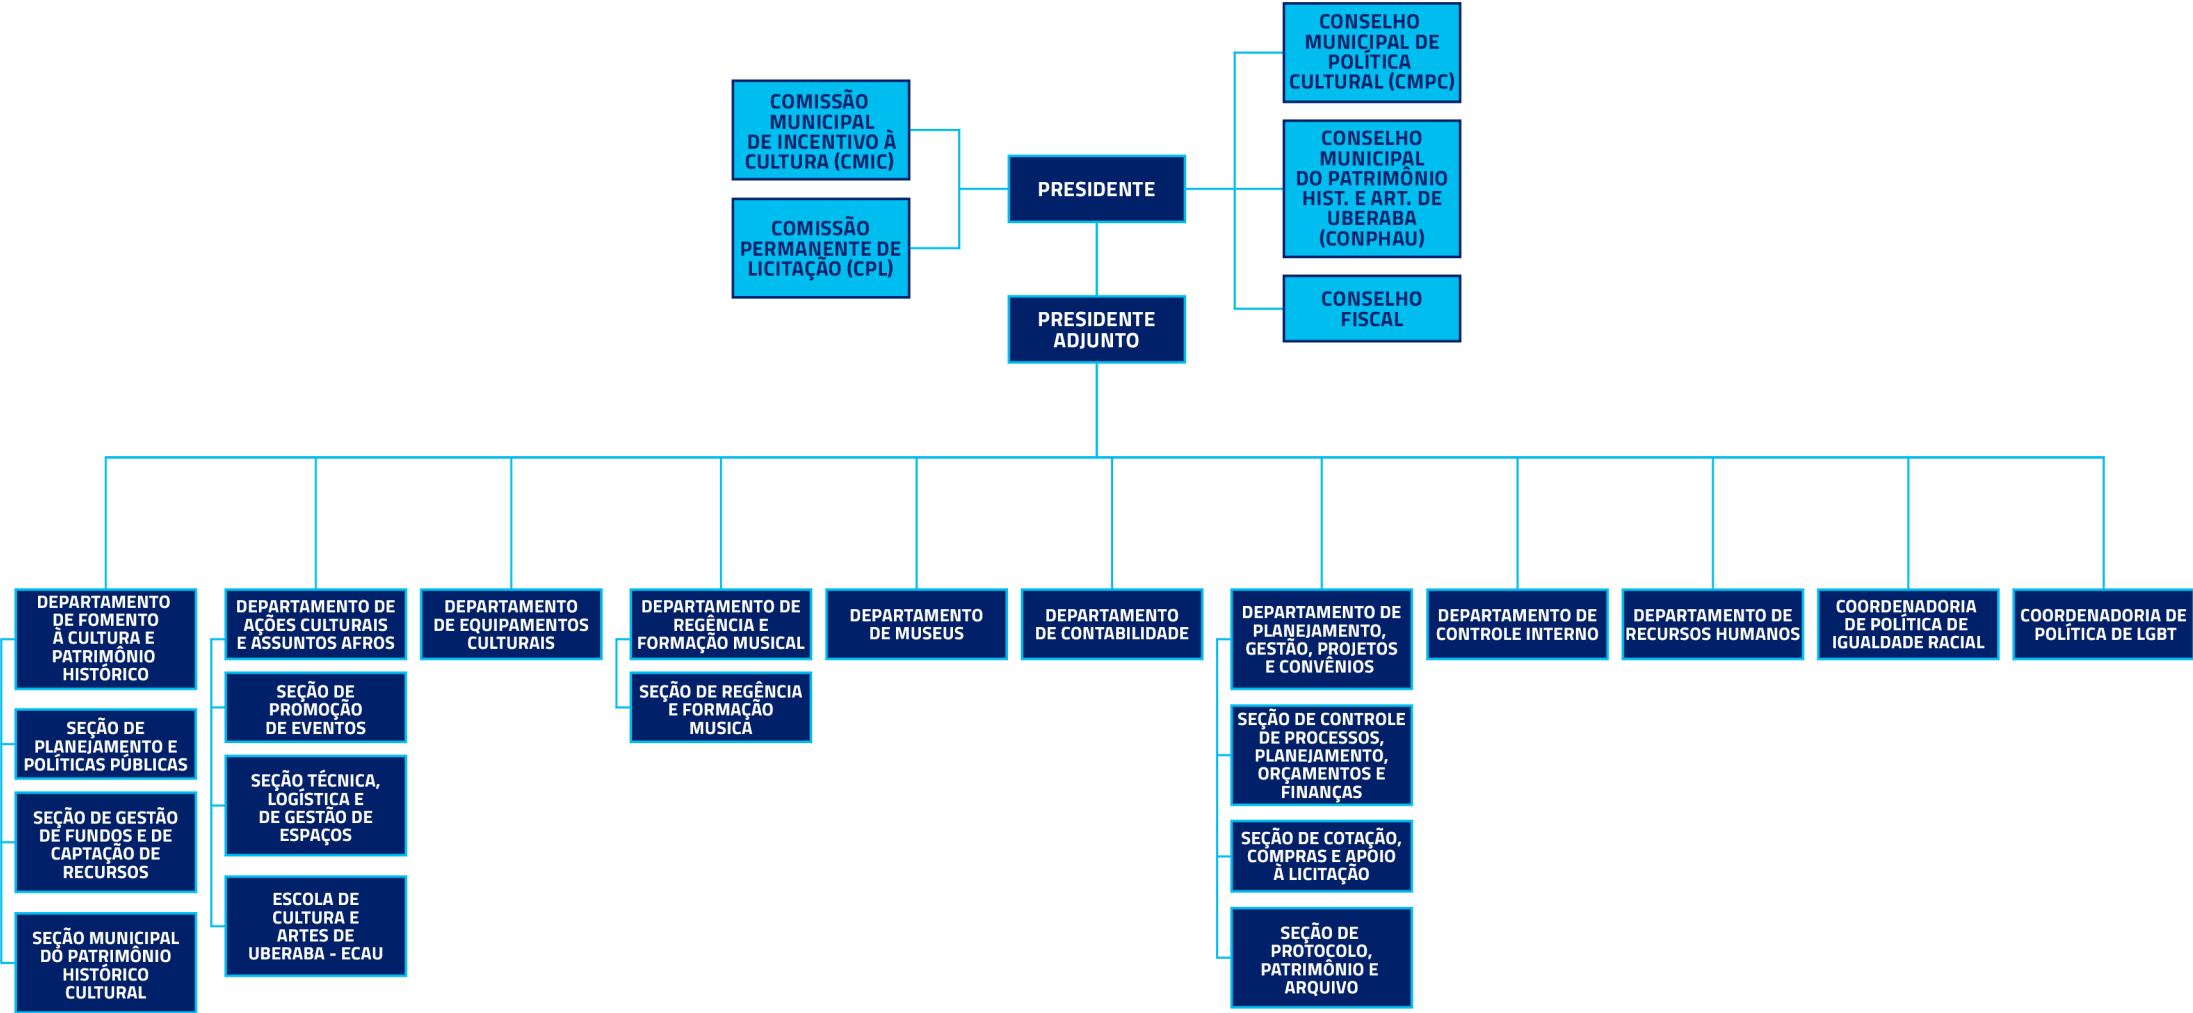 CONSELHO
MUNICIPAL DE
POLÍTICA
CULTURAL (CMPC)
COMISSÃO
MUNICIPAL
DE INCENTIVO À
CULTURA (CMIC)
CONSELHO
MUNICIPAL
DO PATRIMÔNIO
HIST. E ART. DE
UBERABA
(CONPHAU)
PRESIDENTE
COMISSÃO
PERMANENTE DE
LICITAÇÃO (CPL)
CONSELHO
FISCAL
PRESIDENTE
ADJUNTO
DEPARTAMENTO
DE FOMENTO
À CULTURA E
PATRIMÔNIO
HISTÓRICO
SEÇÃO DE
PLANEJAMENTO E
POLÍTICAS PÚBLICAS
SEÇÃO DE GESTÃO
DE FUNDOS E DE
CAPTAÇÃO DE
RECURSOS
SEÇÃO MUNICIPAL
DO PATRIMÔNIO
HISTÓRICO
CULTURAL
DEPARTAMENTO DE
AÇÕES CULTURAIS
E ASSUNTOS AFROS
SEÇÃO DE
PROMOÇÃO
DE EVENTOS
SEÇÃO TÉCNICA,
LOGÍSTICA E
DE GESTÃO DE
ESPAÇOS
ESCOLA DE
CULTURA E
ARTES DE
UBERABA - ECAU
DEPARTAMENTO
DE EQUIPAMENTOS
CULTURAIS
DEPARTAMENTO DE
REGÊNCIA E
FORMAÇÃO MUSICAL
SEÇÃO DE REGÊNCIA
E FORMAÇÃO
MUSICA
DEPARTAMENTO
DE MUSEUS
DEPARTAMENTO
DE CONTABILIDADE
DEPARTAMENTO DE
PLANEJAMENTO,
GESTÃO, PROJETOS
E CONVÊNIOS
SEÇÃO DE CONTROLE
DE PROCESSOS,
PLANEJAMENTO,
ORÇAMENTOS E
FINANÇAS
SEÇÃO DE COTAÇÃO,
COMPRAS E APOIO
À LICITAÇÃO
SEÇÃO DE
PROTOCOLO,
PATRIMÔNIO E
ARQUIVO
DEPARTAMENTO DE
CONTROLE INTERNO
DEPARTAMENTO DE
RECURSOS HUMANOS
COORDENADORIA
DE POLÍTICA DE
IGUALDADE RACIAL
COORDENADORIA DE
POLÍTICA DE LGBT